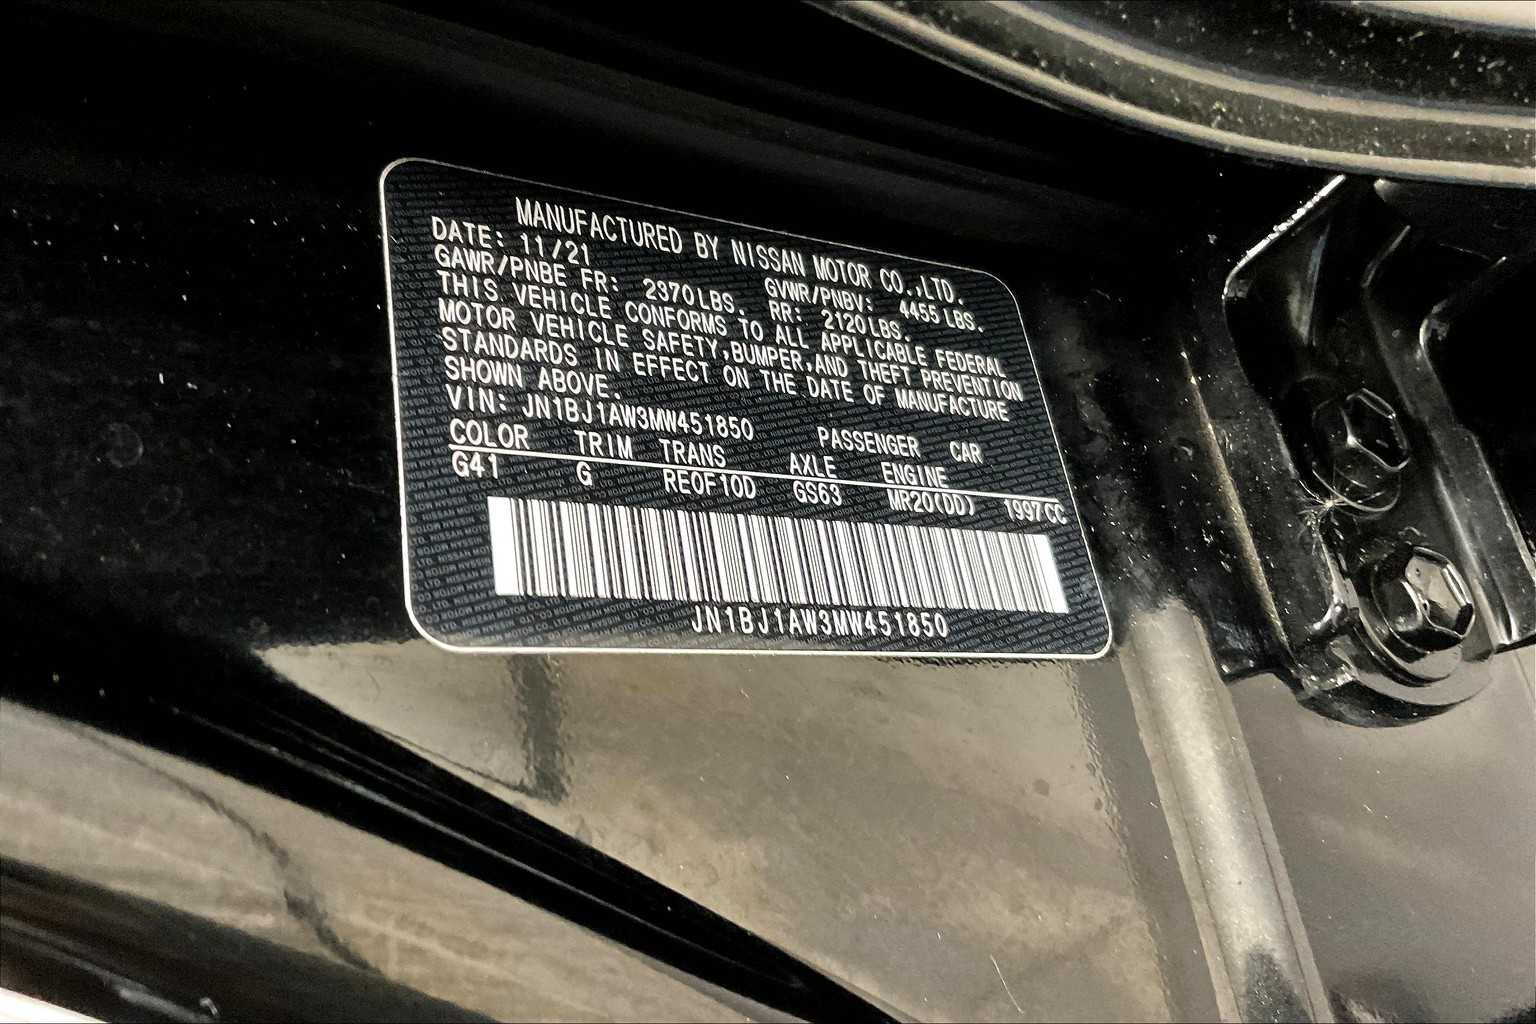 MANUFACTURED BY NISSAN MOTOR CO.,LTD.
DATE: 11/21 GVWR/PNBV: 4455 LBS.
GAWR/PNBE FR: 2370LBS. RR: 2120LBS.
THIS VEHICLE CONFORMS TO ALL APPLICABLE FEDERAL
MOTOR VEHICLE SAFETY,BUMPER,AND THEFT PREVENTION
STANDARDS IN EFFECT ON THE DATE OF MANUFACTURE
SHOWN ABOVE.
VIN: JN1BJ1AW3MW451850 PASSENGER CAR
COLOR TRIM TRANS AXLE ENGINE
G41 G RE0F10D GS63 MR20(DD) 1997CC
JN1BJ1AW3MW451850